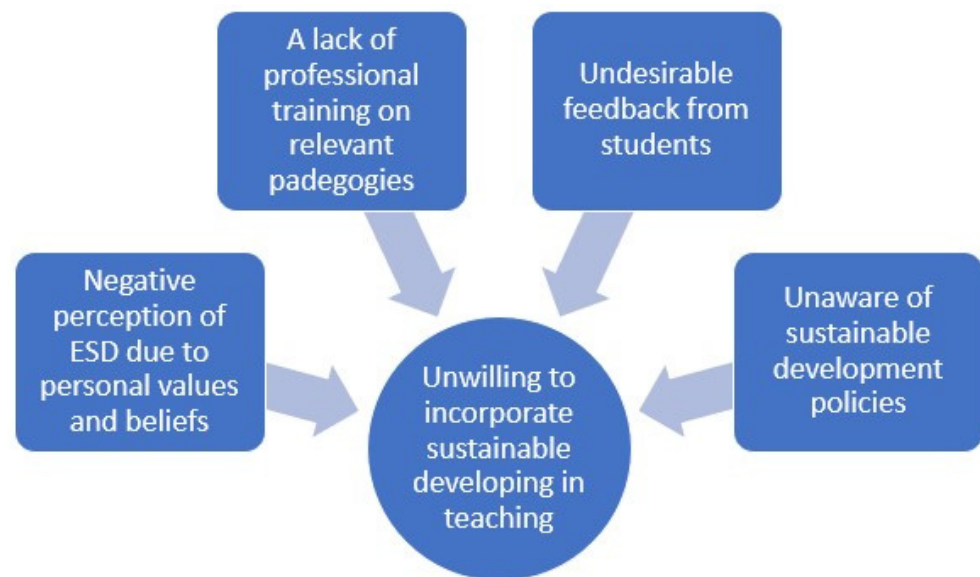 A lack of
professional
training on
relevant
padegogies
Undesirable
feedback from
students
Negative
perception of
ESD due to
personal values
and beliefs
Unwilling to
incorporate
sustainable
developing in
teaching
Unaware of
sustainable
development
policies